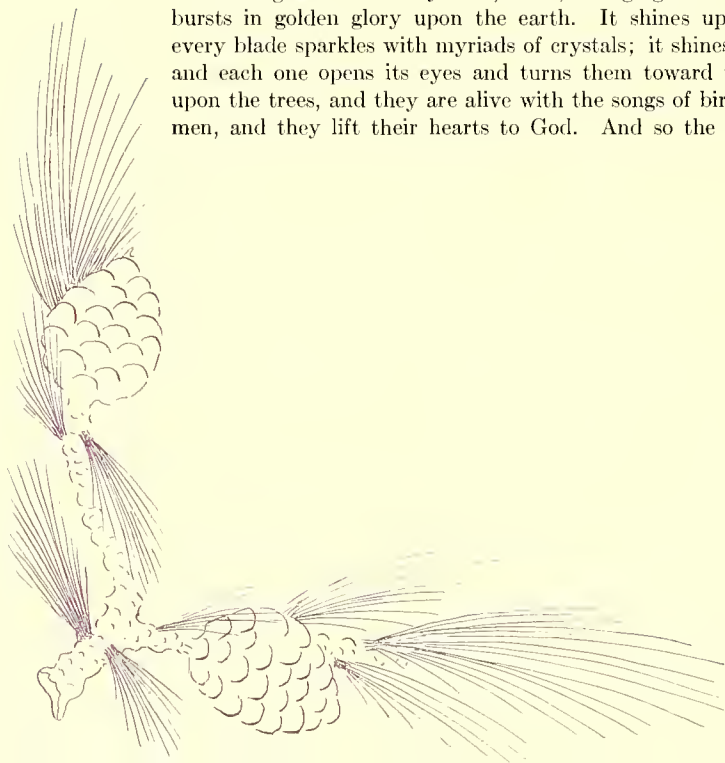 bursts in golden glory upon the earth. It shines
every blade sparkles with myriads of crystals; it shines
and each one opens its eyes and turns them toward
upon the trees, and they are alive with the songs of
men, and they lift their hearts to God. And so the